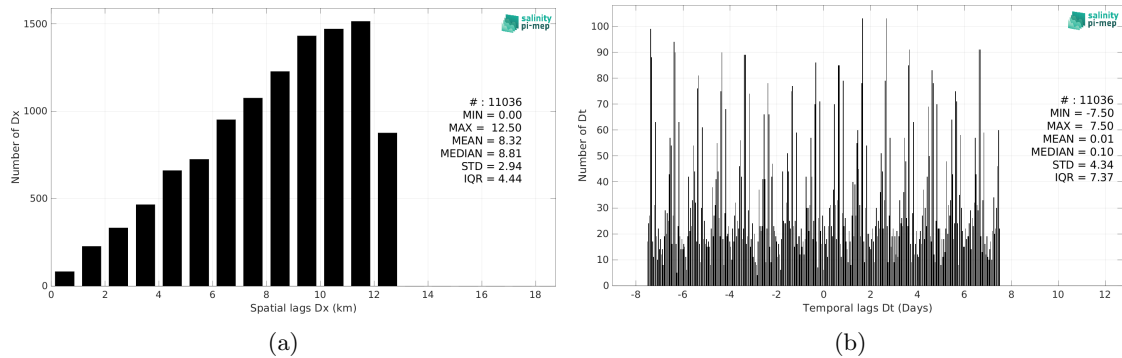 1500
1000
500
0
0
2
4
6
8
10
12
14
16
18
Number of Dx
Spatial lags Dx (km)
salinity
pi-mep
# : 11036
MIN = 0.00
MAX = 12.50
MEAN = 8.32
MEDIAN = 8.81
STD = 2.94
IQR = 4.44
(a)
100
90
80
70
60
50
40
30
20
10
0
-8
-6
-4
-2
0
2
4
6
8
10
12
Number of Dt
Temporal lags Dt (Days)
salinity
pi-mep
# : 11036
MIN = -7.50
MAX = 7.50
MEAN = 0.01
MEDIAN = 0.10
STD = 4.34
IQR = 7.37
(b)